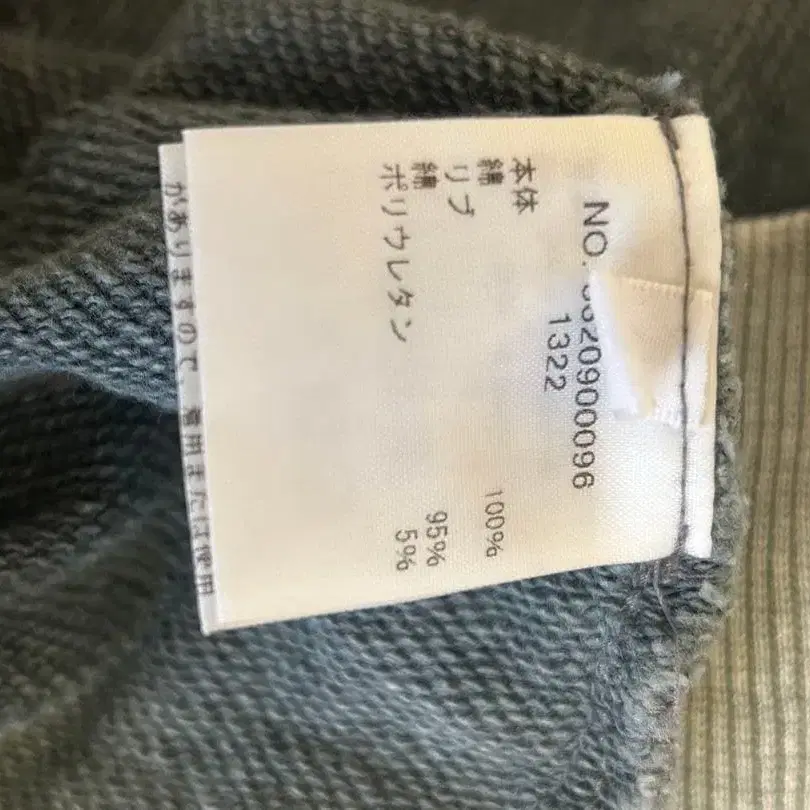 1322
本体
綿 100%
リブ
綿 95%
ポリウレタン 5%
がありますので、着用または使用